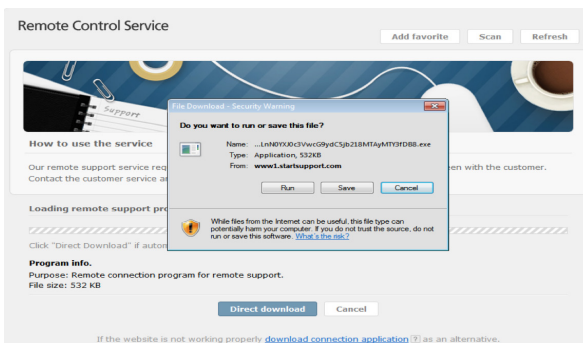 Remote Control Service
Add favorite Scan Refresh
Support
File Download - Security Warning
Do you want to run or save this file?
Type: Application, 532KB
From: www1.startsupport.com
Run Save Cancel
While files from the Internet can be useful, this file type can
potentially harm your computer. If you do not trust the source, do not
run or save this software. What's the risk?
How to use the service
Our remote support service req
en with the customer.
Contact the customer service a
Loading remote support pr
Click "Direct Download" if autom
Program info.
Purpose: Remote connection program for remote support.
File size: 532 KB
Direct download Cancel
If the website is not working properly download connection application ? as an alternative.